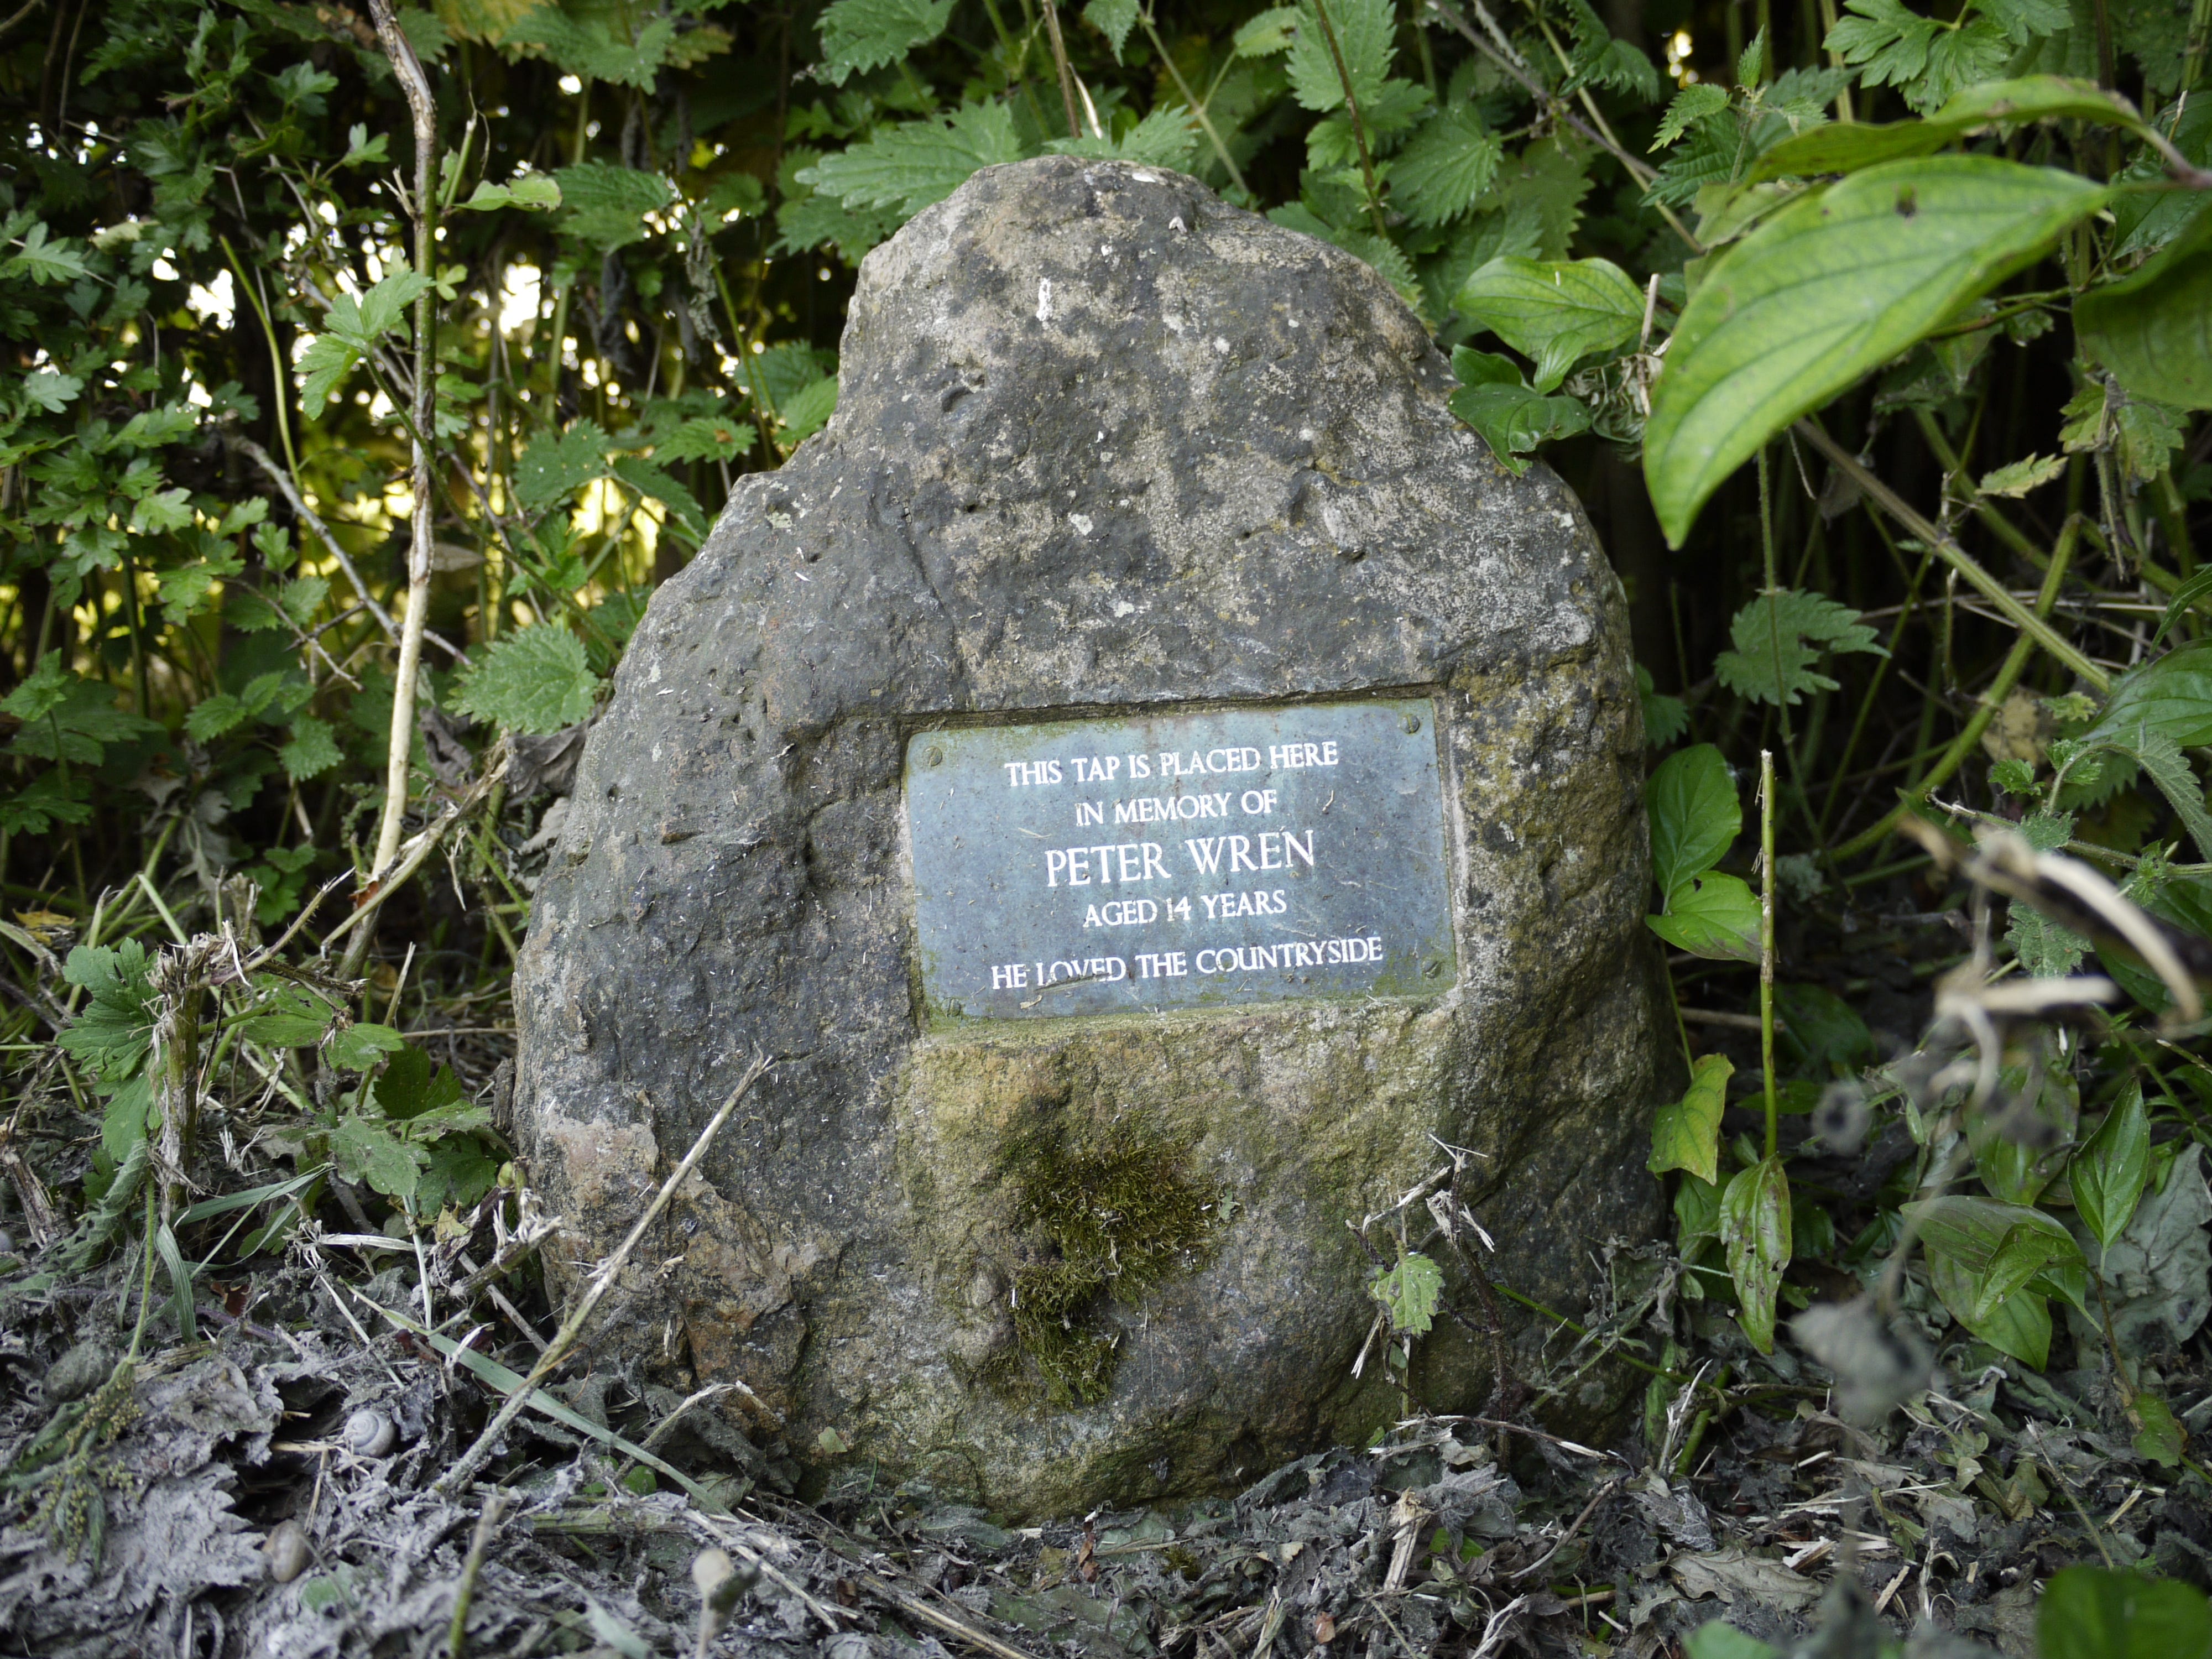 THIS TAP IS PLACED HERE
IN MEMORY OF
PETER WREN
AGED 14 YEARS
HE LOVED THE COUNTRYSIDE